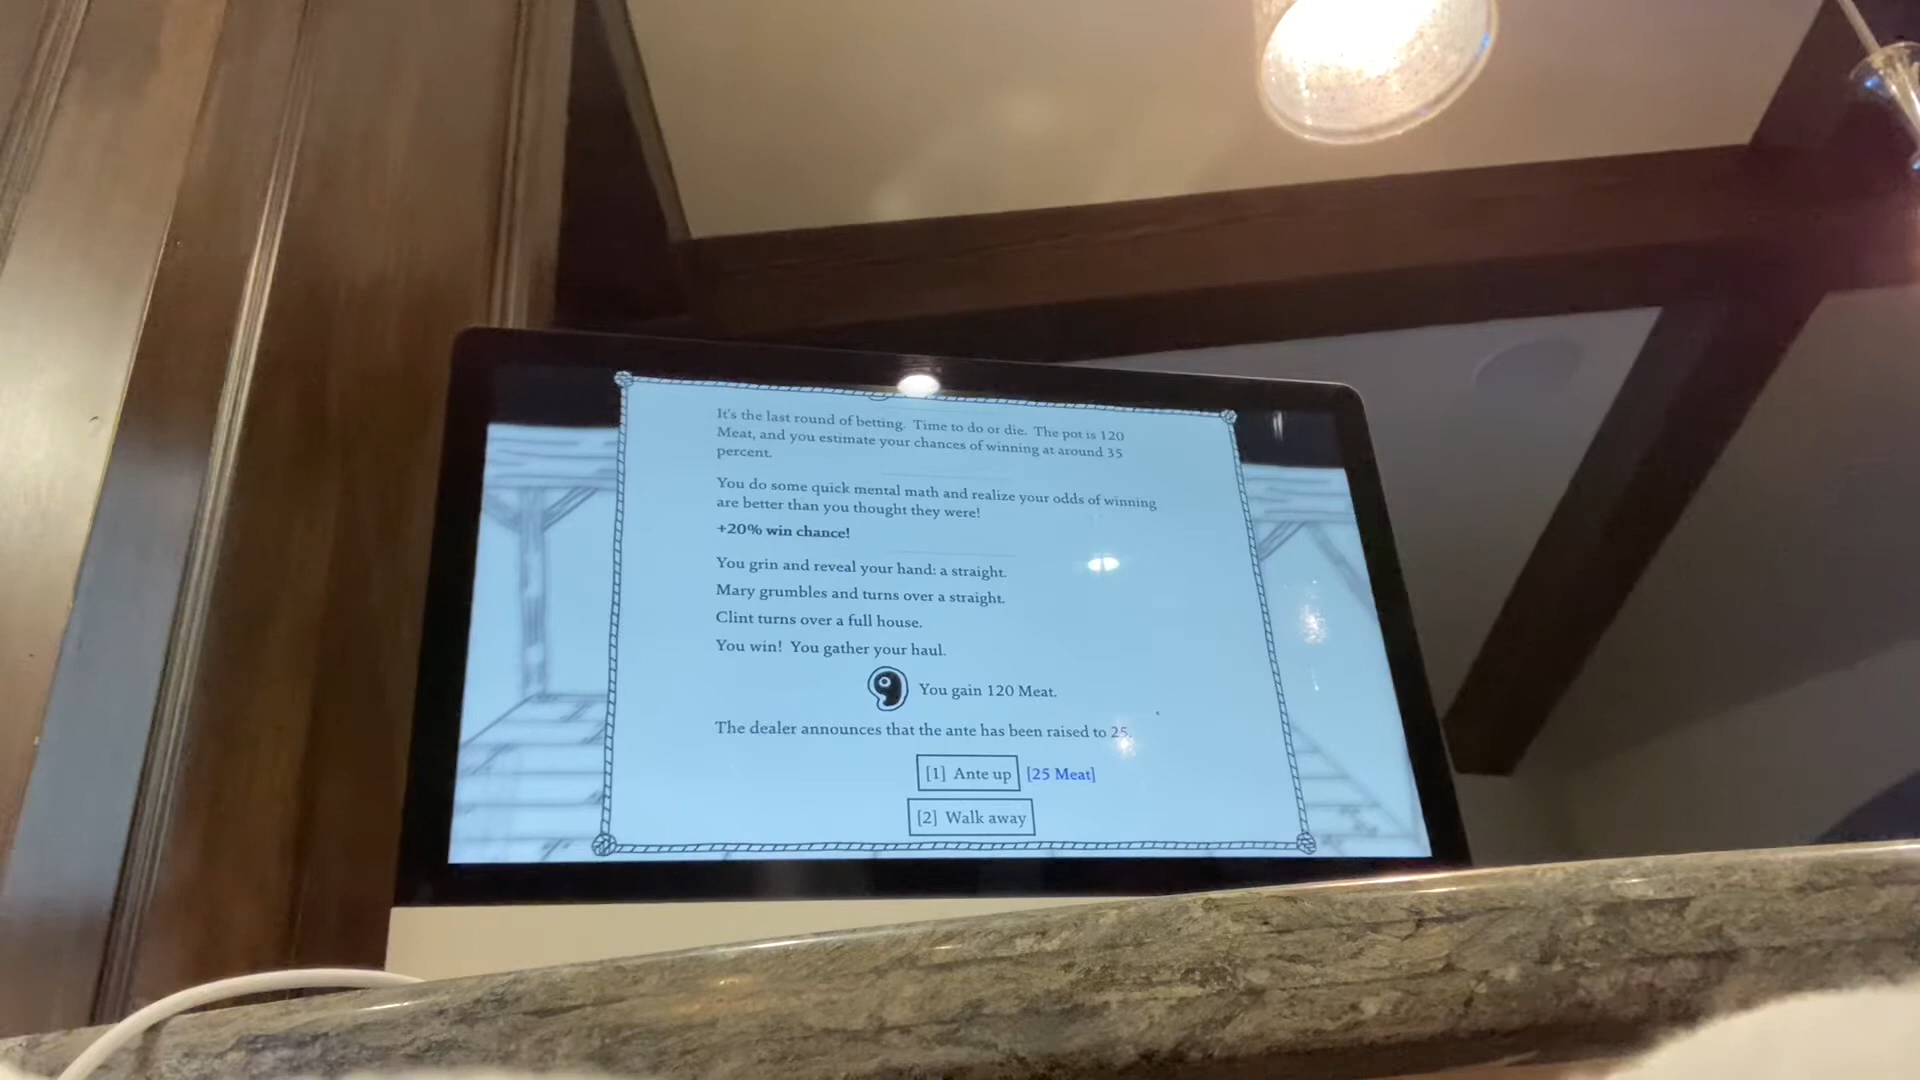 It's the last round of betting. Time to do or die. The pot is 120
Meat, and you estimate your chances of winning at around 35
percent.
You do some quick mental math and realize your odds of winning
are better than you thought they were!
+20% win chance!
You grin and reveal your hand: a straight.
Mary grumbles and turns over a straight.
Clint turns over a full house.
You win! You gather your haul.
You gain 120 Meat.
The dealer announces that the ante has been raised to 25.
[1] Ante up [25 Meat]
[2] Walk away